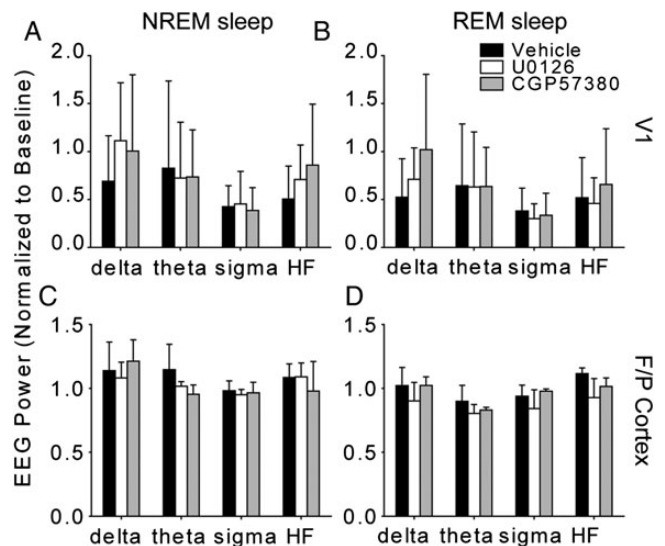 A NREM sleep B REM sleep
Vehicle
U0126
CGP57380
2.0
1.5
1.0
0.5
0.0
2.0
1.5
1.0
0.5
0.0
V1
delta theta sigma HF
delta theta sigma HF
C D
EEG Power (Normalized to Baseline)
1.5
1.0
0.5
0.0
1.5
1.0
0.5
0.0
F/P Cortex
delta theta sigma HF
delta theta sigma HF